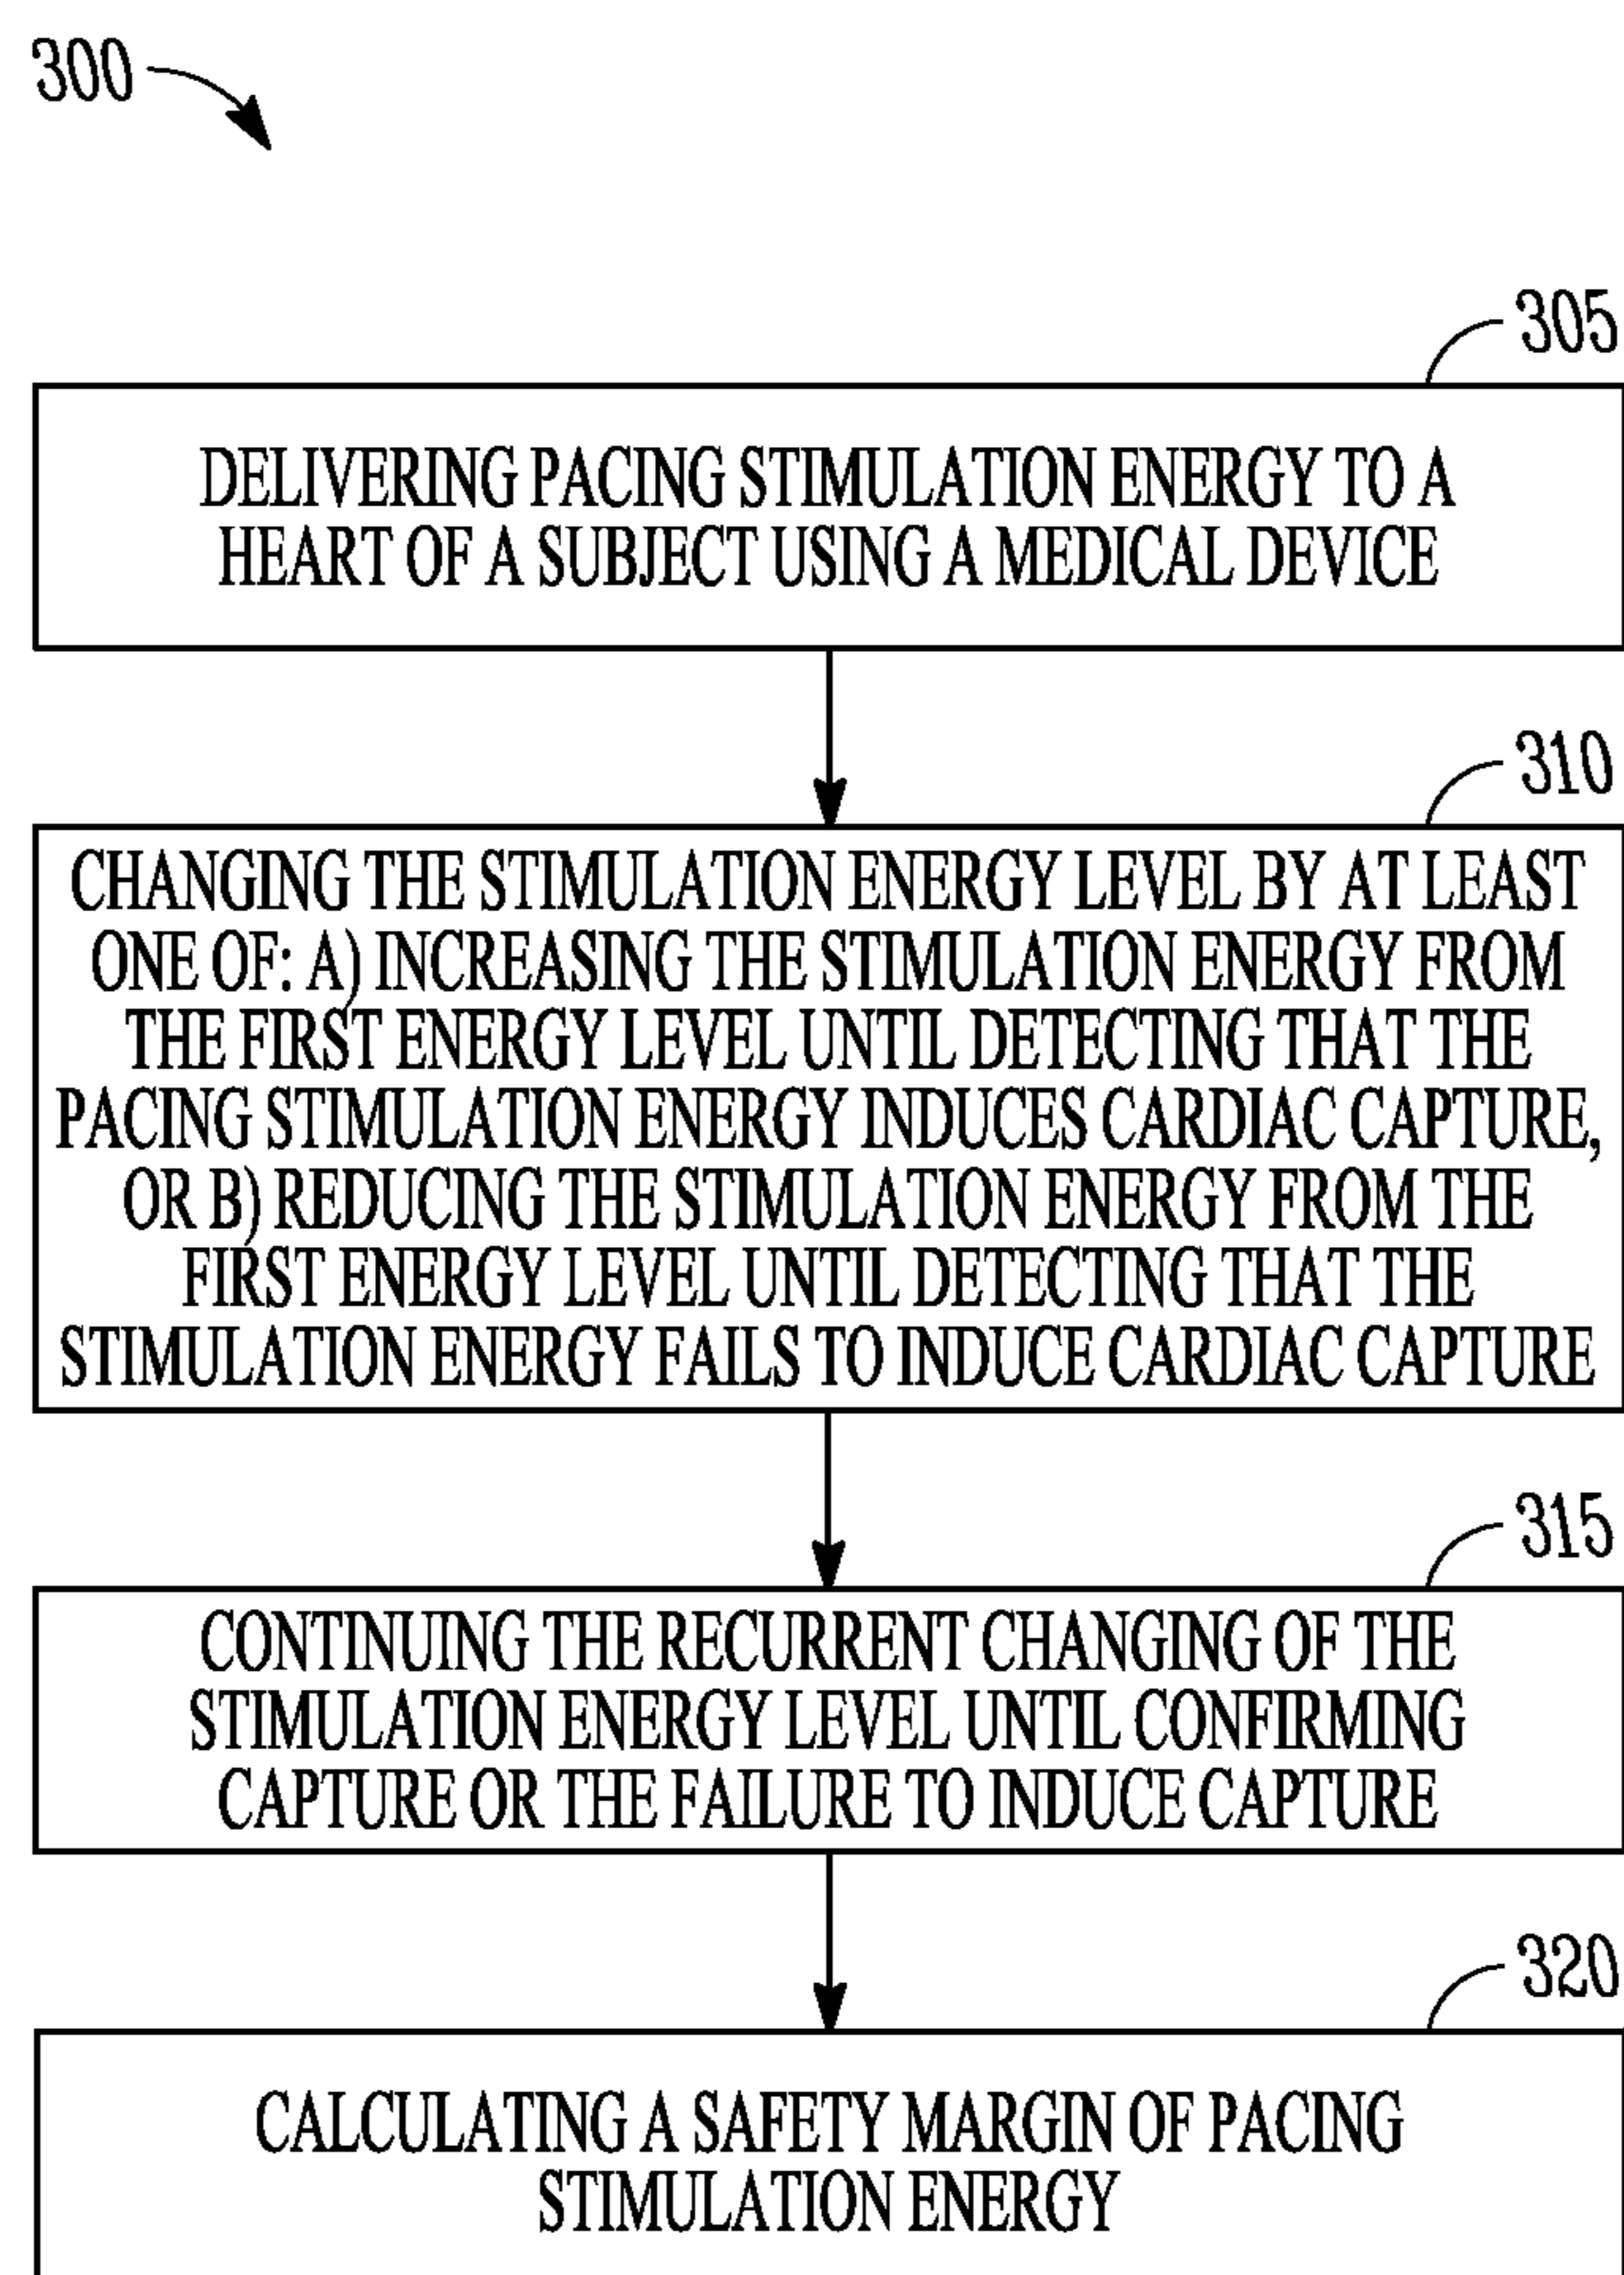 300
305
DELIVERING PACING STIMULATION ENERGY TO A
HEART OF A SUBJECT USING A MEDICAL DEVICE
310
CHANGING THE STIMULATION ENERGY LEVEL BY AT LEAST
ONE OF: A) INCREASING THE STIMULATION ENERGY FROM
THE FIRST ENERGY LEVEL UNTIL DETECTING THAT THE
PACING STIMULATION ENERGY INDUCES CARDIAC CAPTURE,
OR B) REDUCING THE STIMULATION ENERGY FROM THE
FIRST ENERGY LEVEL UNTIL DETECTING THAT THE
STIMULATION ENERGY FAILS TO INDUCE CARDIAC CAPTURE
315
CONTINUING THE RECURRENT CHANGING OF THE
STIMULATION ENERGY LEVEL UNTIL CONFIRMING
CAPTURE OR THE FAILURE TO INDUCE CAPTURE
320
CALCULATING A SAFETY MARGIN OF PACING
STIMULATION ENERGY